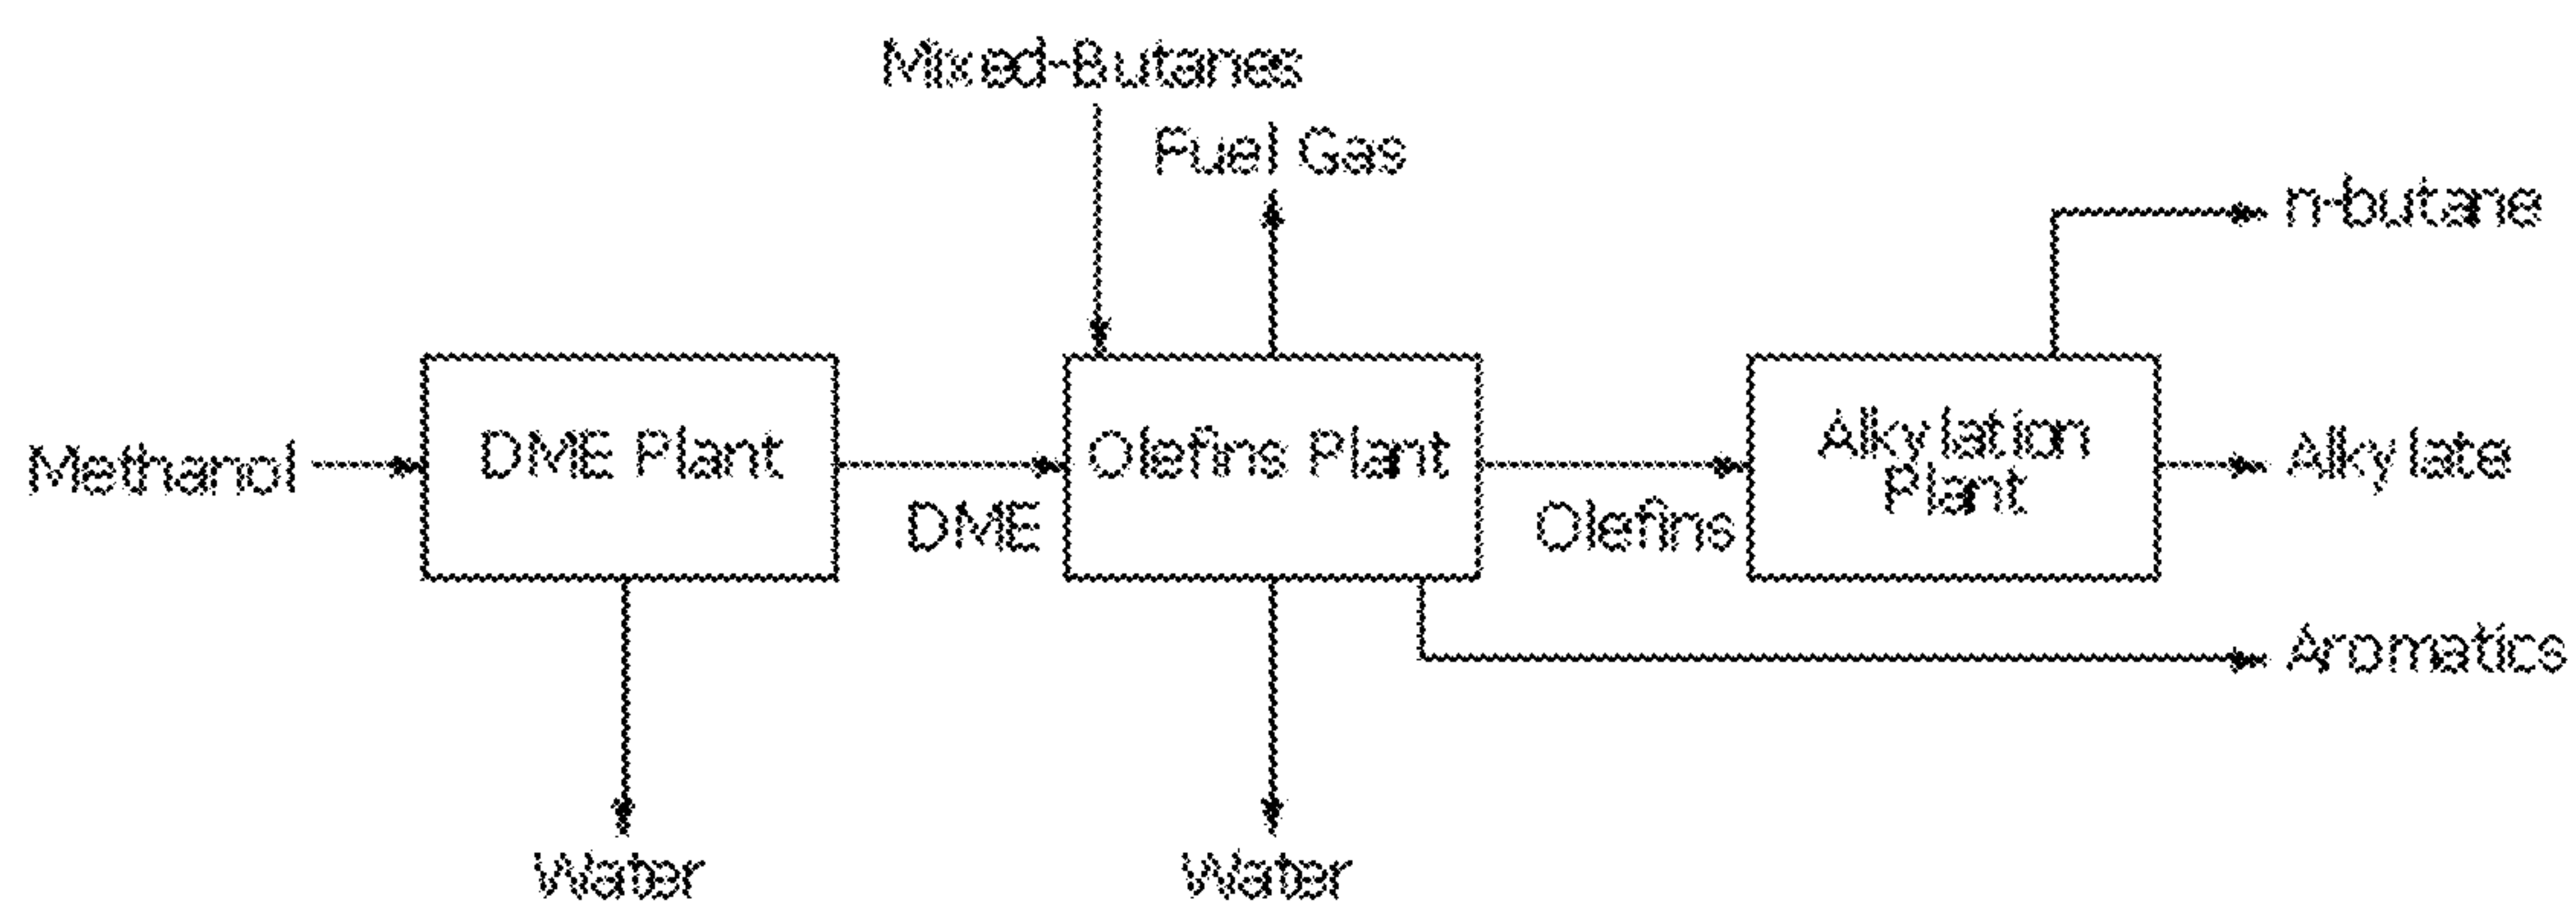 Mixed-Butanes
Fuel Gas
n-butane
Methanol
DME Plant
DME
Olefins Plant
Olefins
Alkylation
Plant
Alkylate
Aromatics
Water
Water